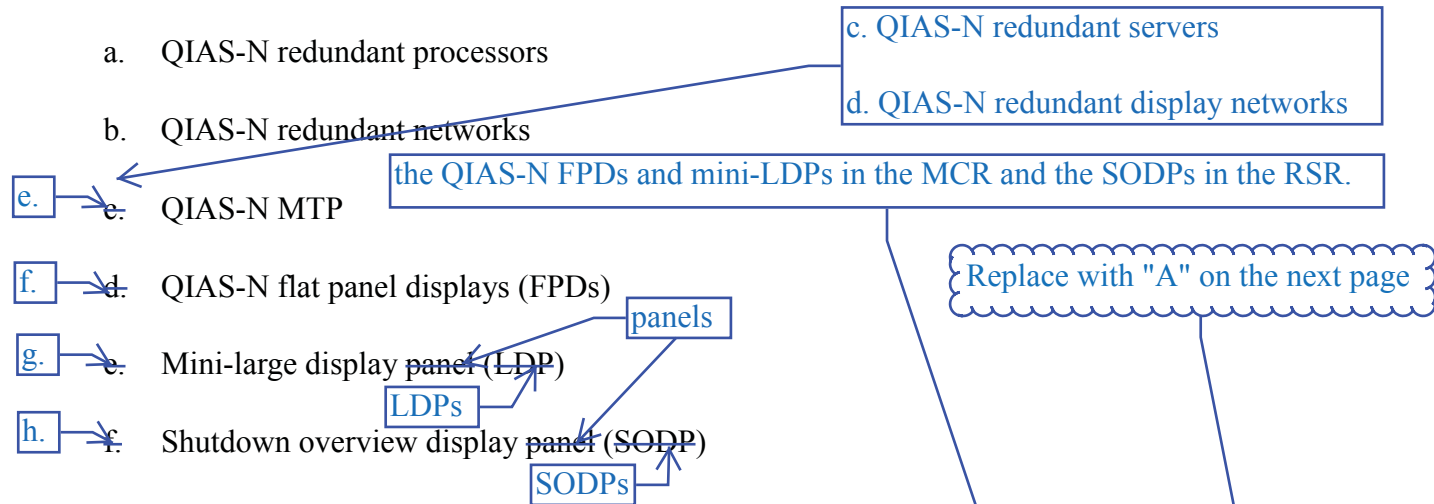 c. QIAS-N redundant servers
a. QIAS-N redundant processors
d. QIAS-N redundant display networks
b. QIAS-N redundant networks
the QIAS-N FPDs and mini-LDPs in the MCR and the SODPs in the RSR.
e. c. QIAS-N MTP
Replace with "A" on the next page
f. d. QIAS-N flat panel displays (FPDs)
panels
g. e. Mini-large display panel (LDP)
LDPs
h. f. Shutdown overview display panel (SODP)
SODPs